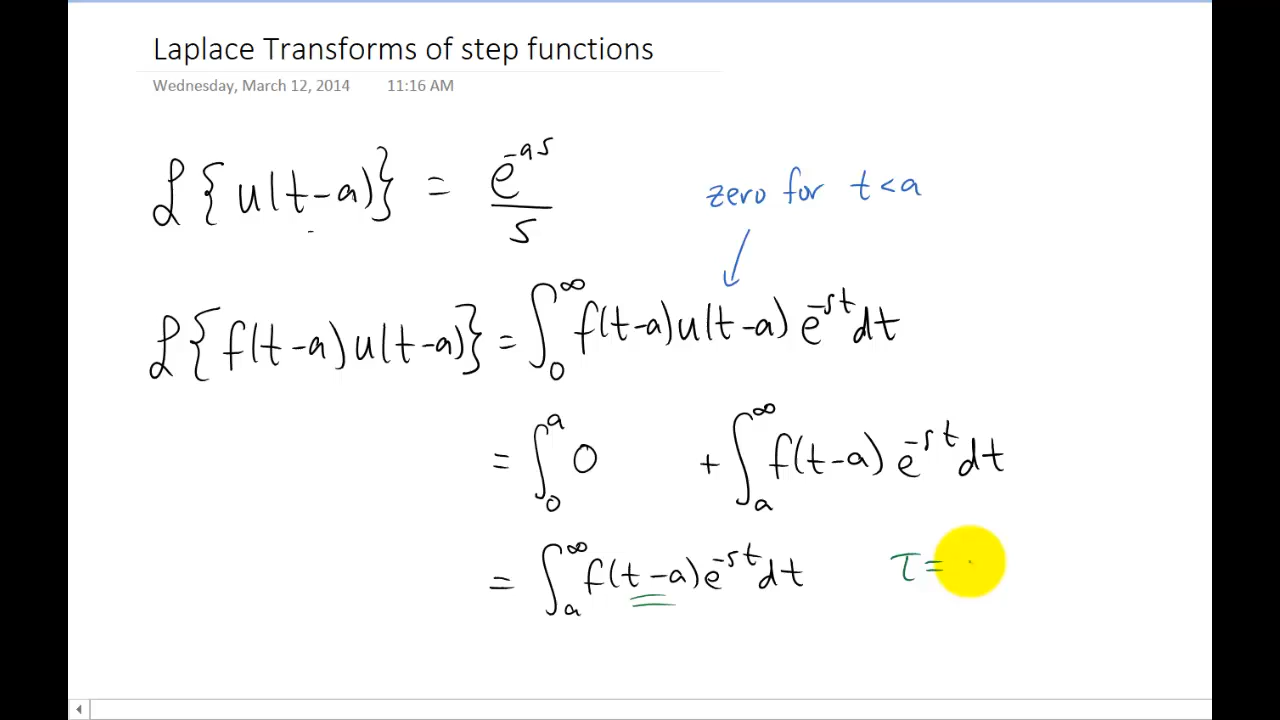 Laplace Transforms of step functions
Wednesday, March 12, 2014 11:16 AM
ℒ{u(t-a)} = e^{-as}/s
zero for t<a
ℒ{f(t-a)u(t-a)} = ∫_0^∞ f(t-a)u(t-a) e^{-st}dt
= ∫_0^a 0 + ∫_a^∞ f(t-a) e^{-st}dt
= ∫_a^∞ f(t-a)e^{-st}dt τ=